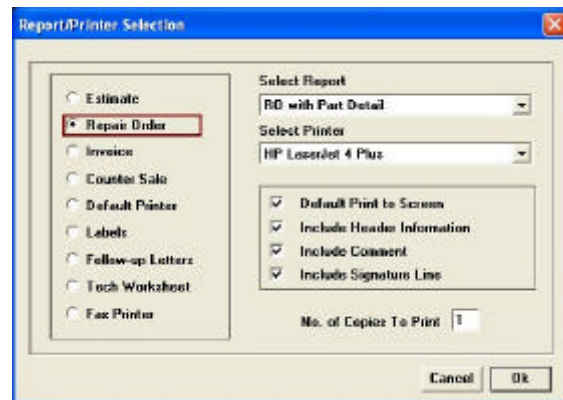 Report/Printer Selection
Estimate
Repair Order
Invoice
Counter Sale
Default Printer
Labels
Follow-up Letters
Tech Worksheet
Fax Printer
Select Report
RO with Part Detail
Select Printer
HP LaserJet 4 Plus
Default Print to Screen
Include Header Information
Include Comment
Include Signature Line
No. of Copies To Print 1
Cancel
Ok